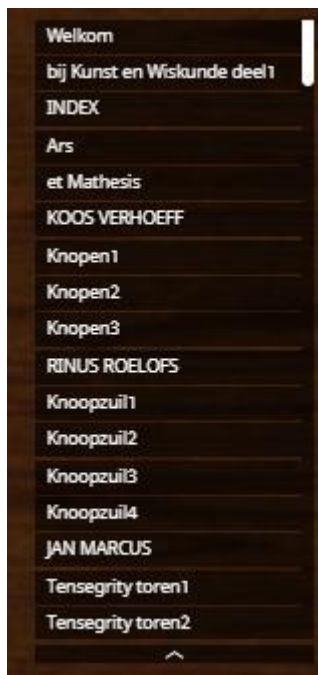 Welkom
bij Kunst en Wiskunde deel1
INDEX
Ars
et Mathesis
KOOS VERHOEFF
Knopen1
Knopen2
Knopen3
RINUS ROELOFS
Knoopzuil1
Knoopzuil2
Knoopzuil3
Knoopzuil4
JAN MARCUS
Tensegrity toren1
Tensegrity toren2